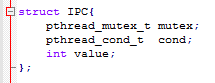 struct IPC{
    pthread_mutex_t mutex;
    pthread_cond_t  cond;
    int value;
};